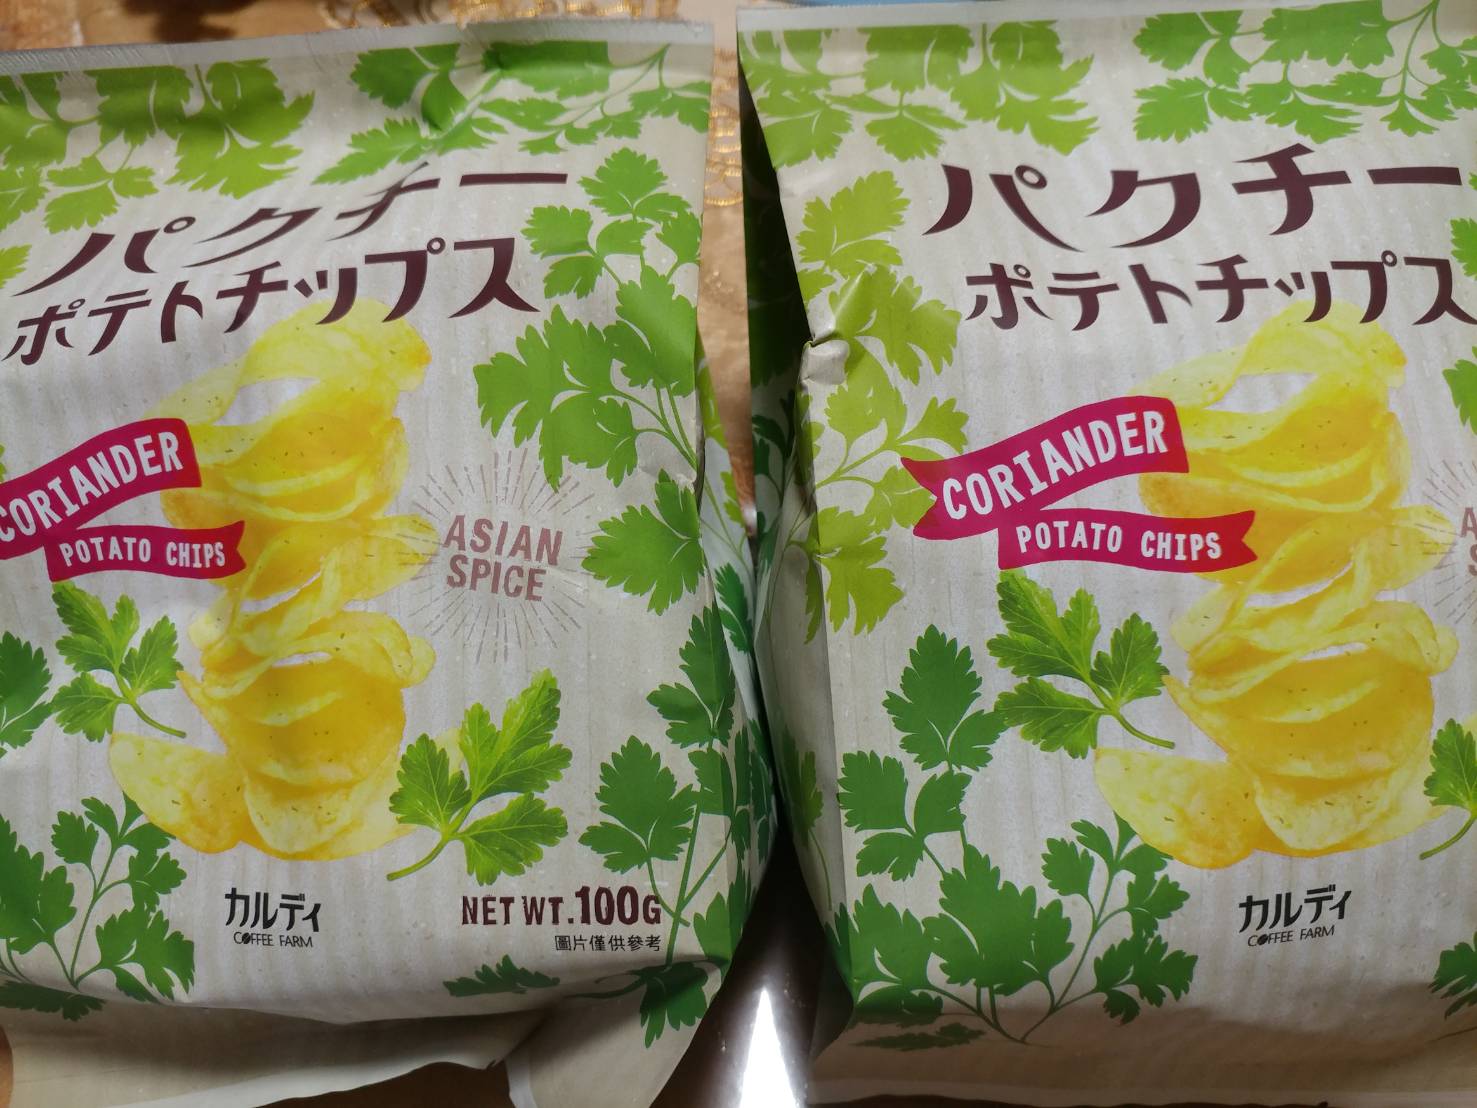 パクチー
ポテトチップス
CORIANDER
POTATO CHIPS
ASIAN
SPICE
カルディ
COFFEE FARM
NET WT.100G
圖片僅供參考
パクチー
ポテトチップス
CORIANDER
POTATO CHIPS
カルディ
COFFEE FARM